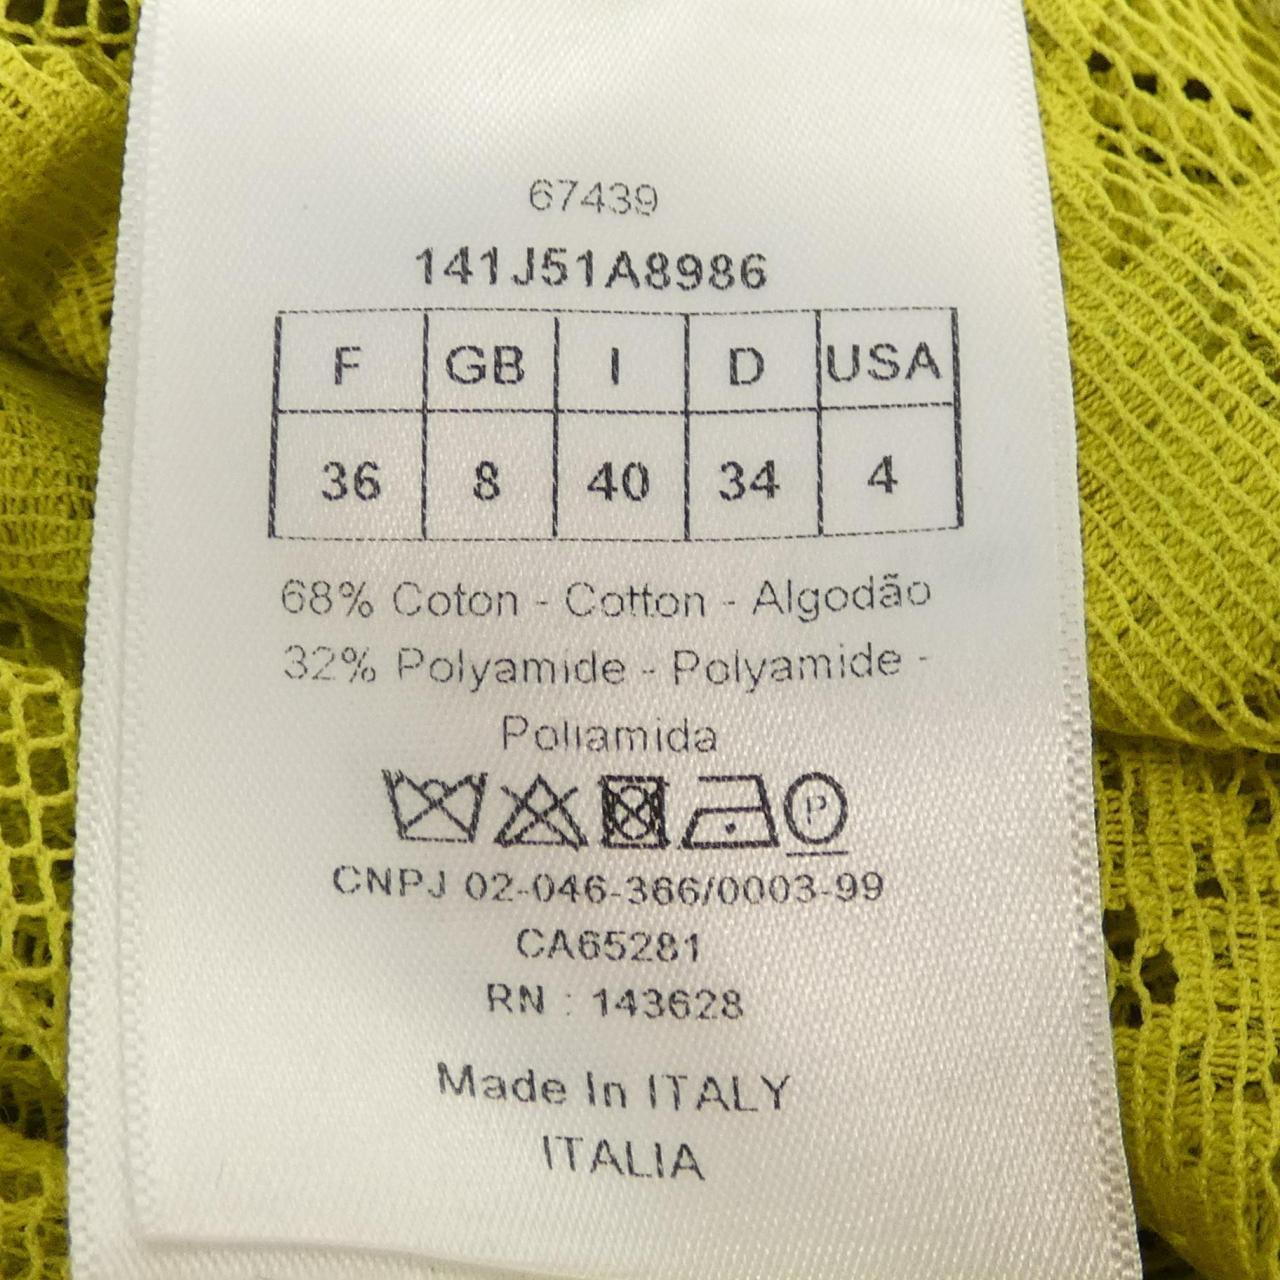 67439
141J51A8986
F GB I D USA
36 8 40 34 4
68% Coton - Cotton - Algodão
32% Polyamide - Polyamide -
Poliamida
P
CNPJ 02-046-366/0003-99
CA65281
RN : 143628
Made In ITALY
ITALIA